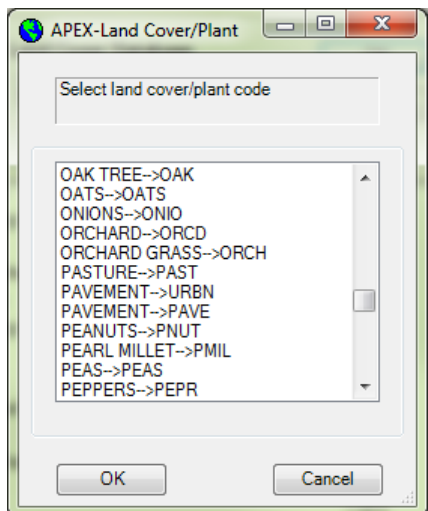 APEX-Land Cover/Plant
Select land cover/plant code
OAK TREE-->OAK
OATS-->OATS
ONIONS-->ONIO
ORCHARD-->ORCD
ORCHARD GRASS-->ORCH
PASTURE-->PAST
PAVEMENT-->URBN
PAVEMENT-->PAVE
PEANUTS-->PNUT
PEARL MILLET-->PMIL
PEAS-->PEAS
PEPPERS-->PEPR
OK
Cancel